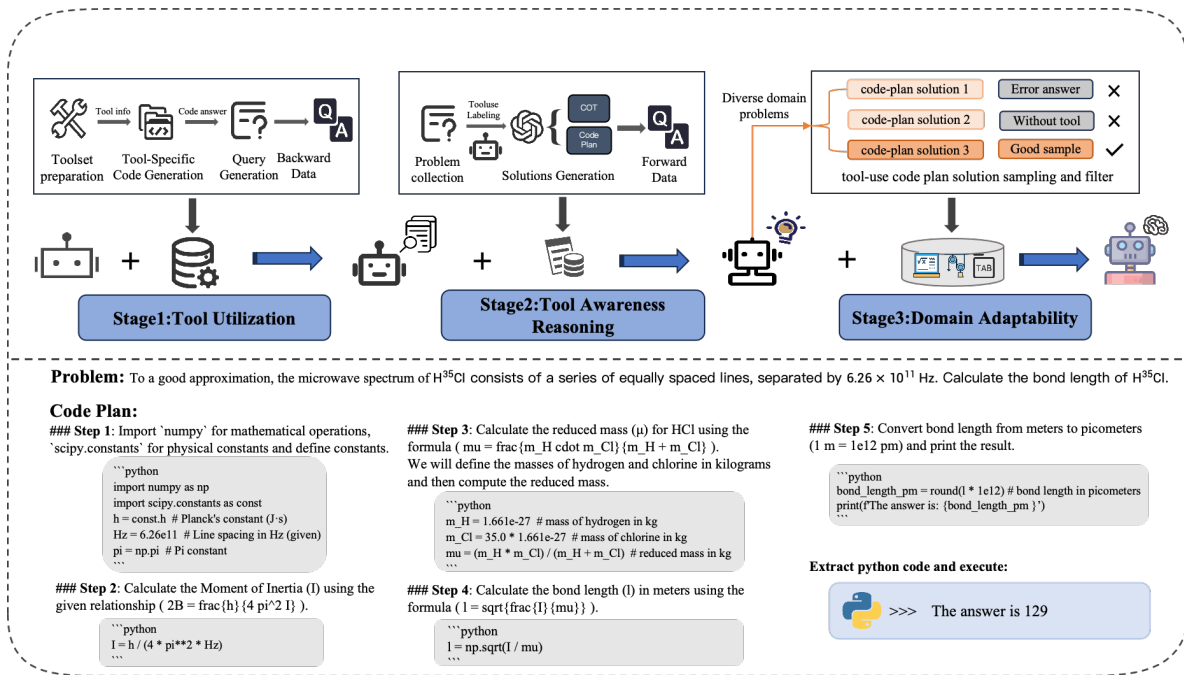 Tool info
Code answer
Q
A
Toolset
preparation
Tool-Specific
Code Generation
Query
Generation
Backward
Data
Tooluse
Labeling
COT
Code
Plan
Q
A
Problem
collection
Solutions Generation
Forward
Data
Diverse domain
problems
code-plan solution 1
Error answer
code-plan solution 2
Without tool
code-plan solution 3
Good sample
tool-use code plan solution sampling and filter
TAB
Stage1:Tool Utilization
Stage2:Tool Awareness
Reasoning
Stage3:Domain Adaptability
Problem: To a good approximation, the microwave spectrum of H³⁵Cl consists of a series of equally spaced lines, separated by 6.26 × 10¹¹ Hz. Calculate the bond length of H³⁵Cl.
Code Plan:
### Step 1: Import `numpy` for mathematical operations,
`scipy.constants` for physical constants and define constants.
```python
import numpy as np
import scipy.constants as const
h = const.h # Planck's constant (J·s)
Hz = 6.26e11 # Line spacing in Hz (given)
pi = np.pi # Pi constant
```
### Step 2: Calculate the Moment of Inertia (I) using the
given relationship ( 2B = frac{h}{4 pi^2 I} ).
```python
I = h / (4 * pi**2 * Hz)
```
### Step 3: Calculate the reduced mass (μ) for HCl using the
formula ( mu = frac{m_H cdot m_Cl}{m_H + m_Cl} ).
We will define the masses of hydrogen and chlorine in kilograms
and then compute the reduced mass.
```python
m_H = 1.661e-27 # mass of hydrogen in kg
m_Cl = 35.0 * 1.661e-27 # mass of chlorine in kg
mu = (m_H * m_Cl) / (m_H + m_Cl) # reduced mass in kg
```
### Step 4: Calculate the bond length (l) in meters using the
formula ( l = sqrt{frac{I}{mu}} ).
```python
l = np.sqrt(I / mu)
```
### Step 5: Convert bond length from meters to picometers
(1 m = 1e12 pm) and print the result.
```python
bond_length_pm = round(l * 1e12) # bond length in picometers
print(f'The answer is: {bond_length_pm }')
```
Extract python code and execute:
>>> The answer is 129